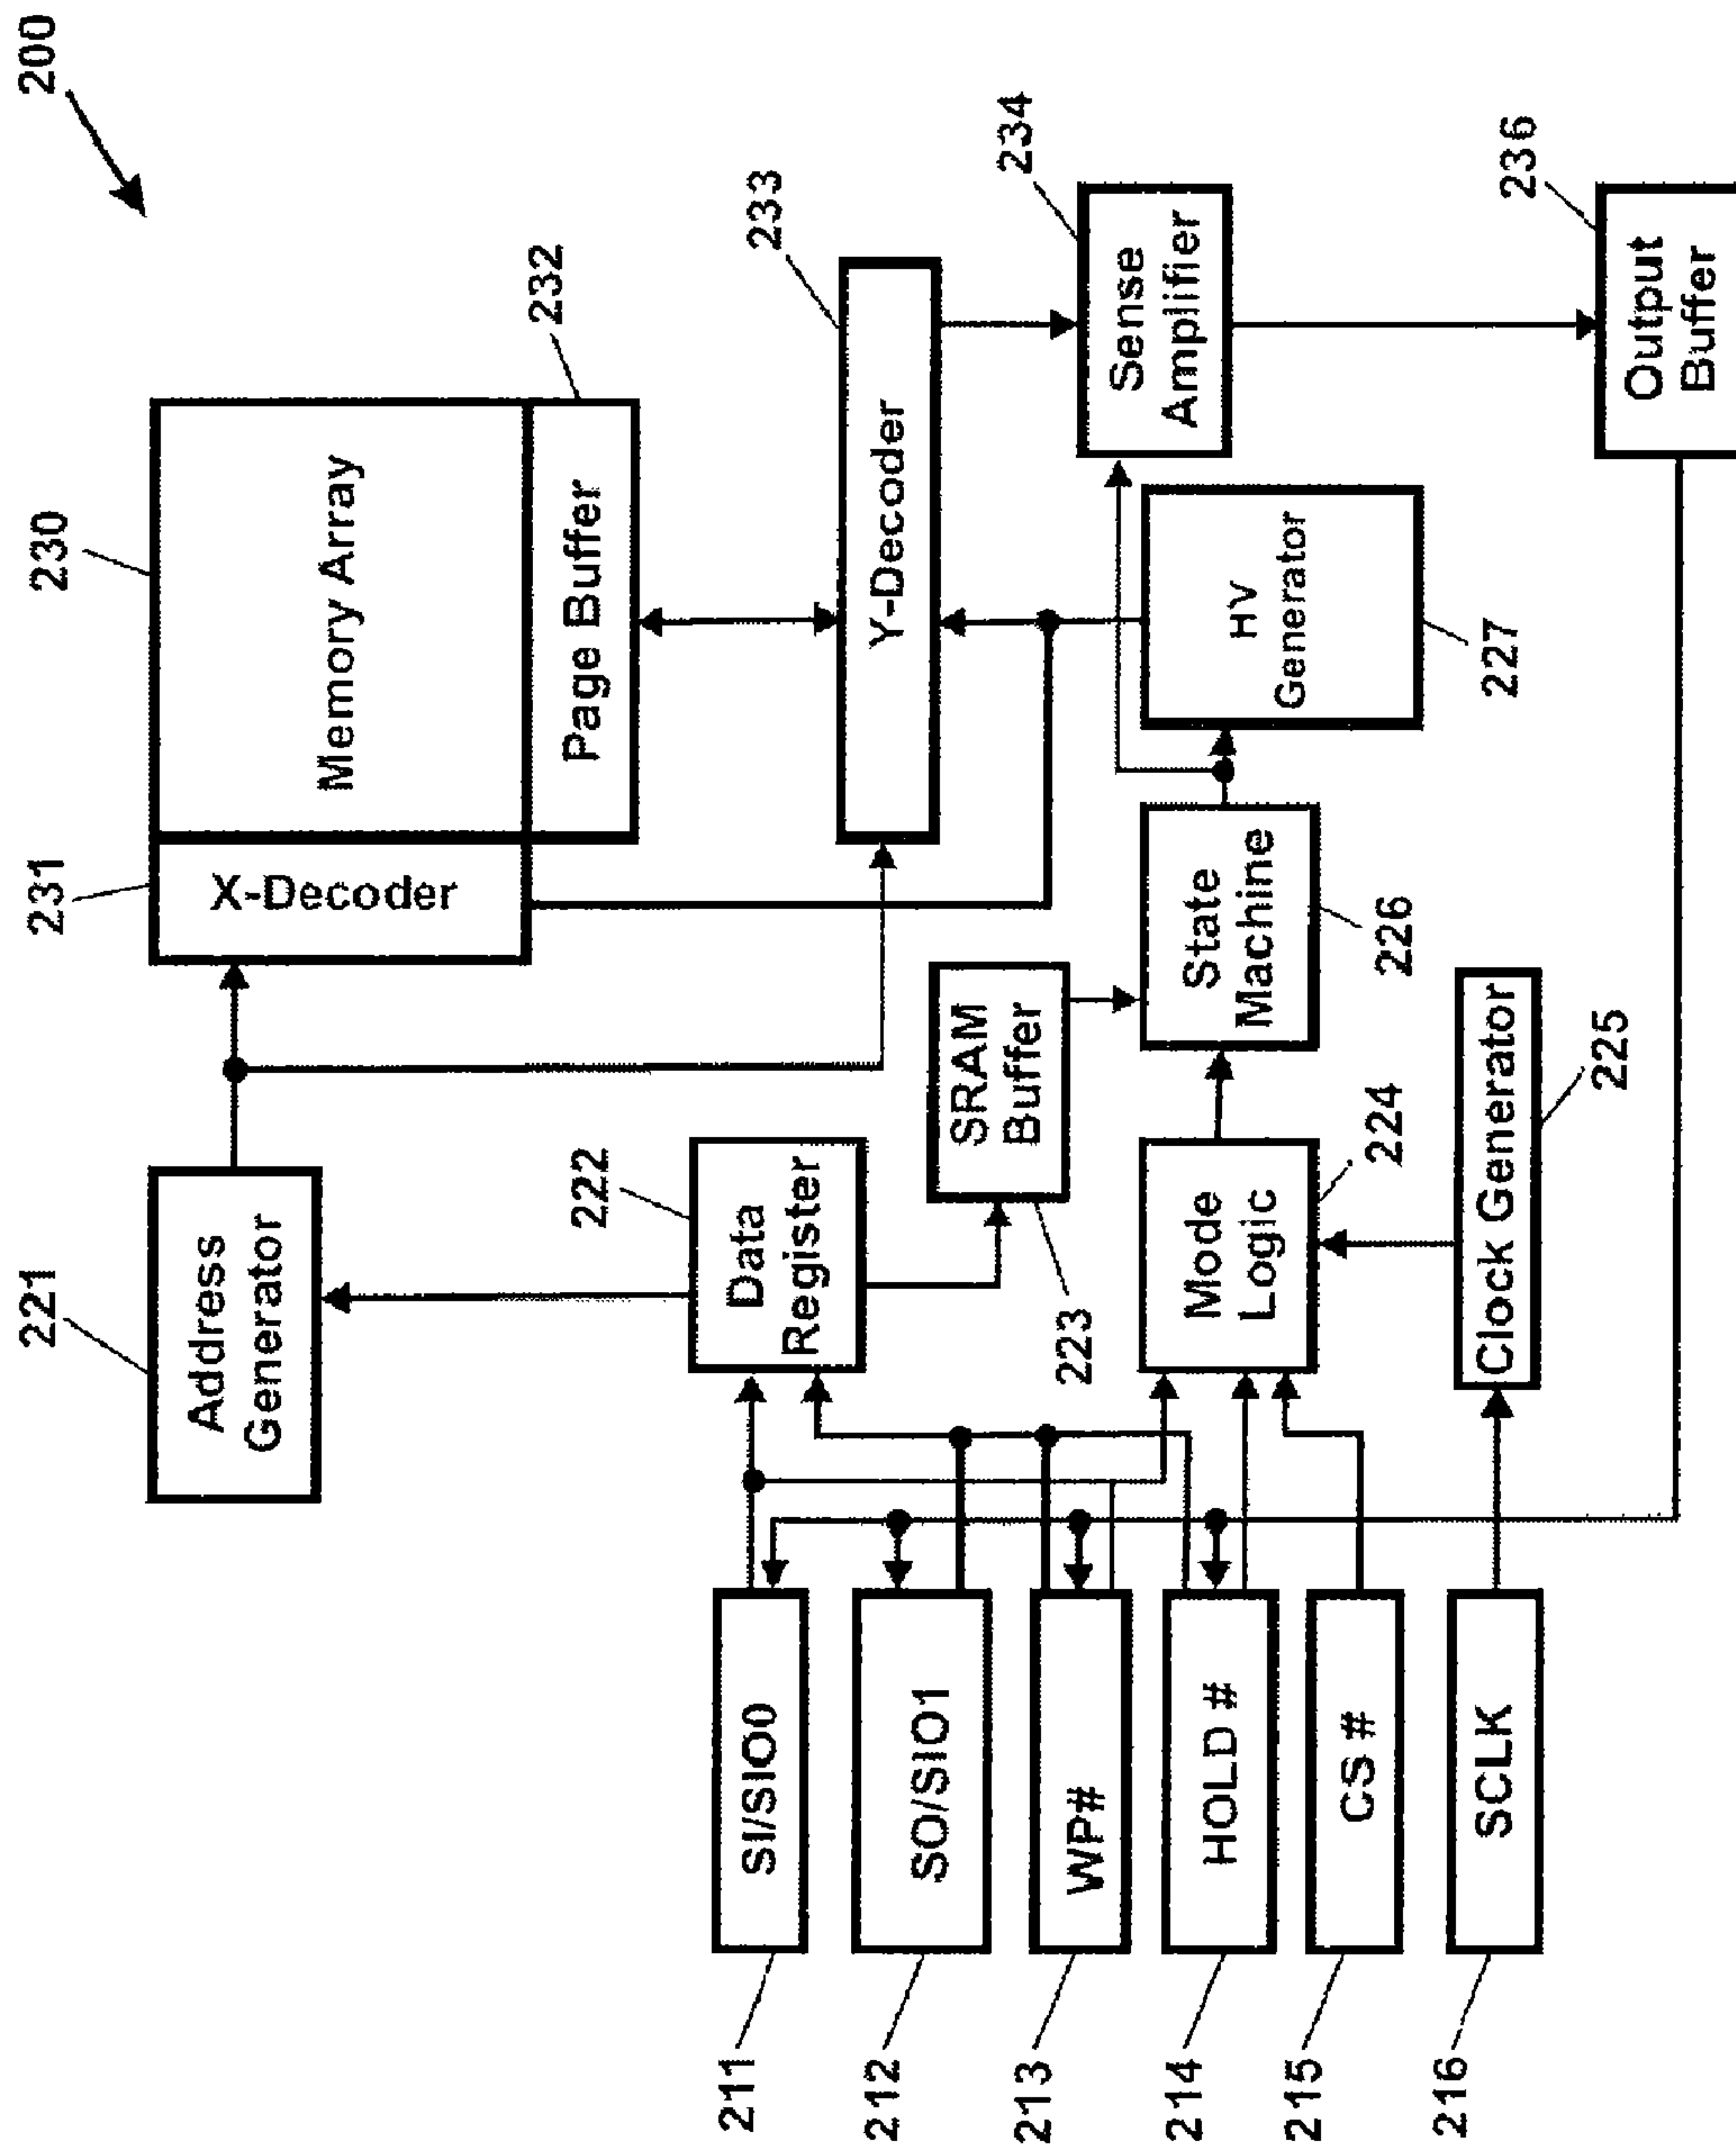 200
230
231
232
233
234
236
221
222
223
224
225
226
227
211
212
213
214
215
216
Memory Array
X-Decoder
Page Buffer
Y-Decoder
Sense
Amplifier
Output
Buffer
Address
Generator
Data
Register
SRAM
Buffer
Mode
Logic
Clock Generator
State
Machine
HV
Generator
SI/SIO0
SO/SIO1
WP#
HOLD #
CS #
SCLK